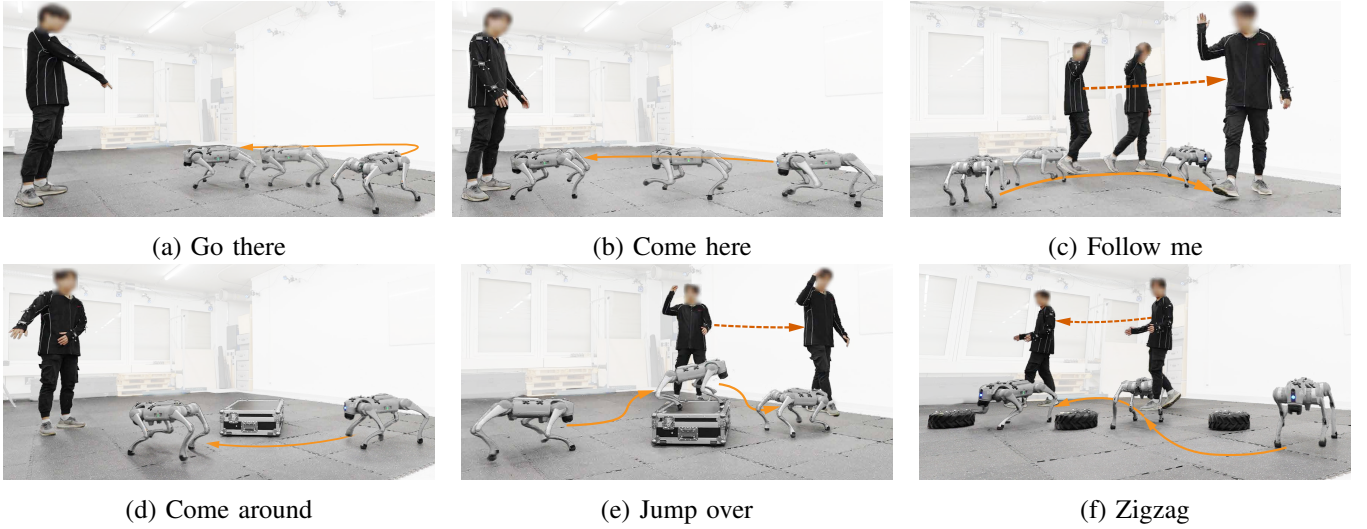 (a) Go there
(b) Come here
(c) Follow me
(d) Come around
(e) Jump over
(f) Zigzag